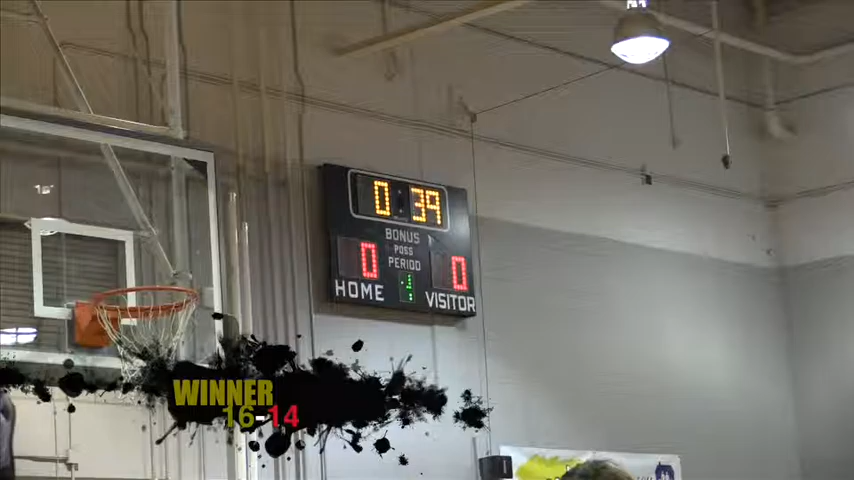 0 39
BONUS
POSS
PERIOD
0 1 0
HOME VISITOR
WINNER
16-14